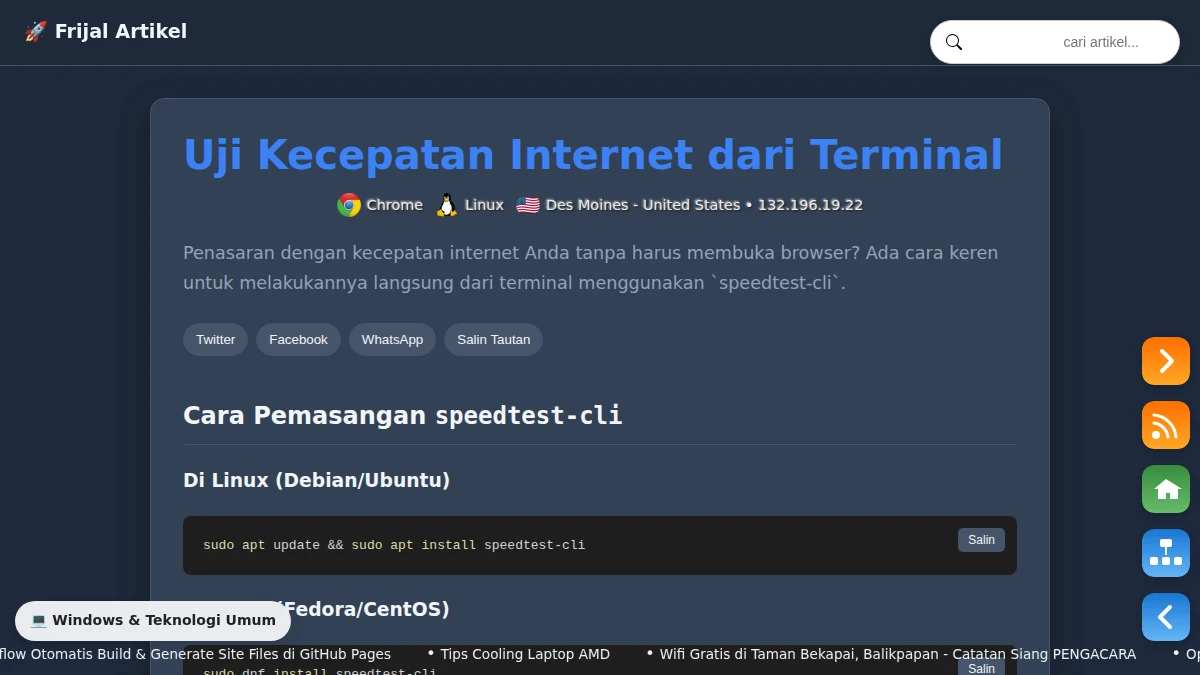 🚀 Frijal Artikel
cari artikel...
Uji Kecepatan Internet dari Terminal
Chrome Linux Des Moines - United States • 132.196.19.22
Penasaran dengan kecepatan internet Anda tanpa harus membuka browser? Ada cara keren
untuk melakukannya langsung dari terminal menggunakan `speedtest-cli`.
Twitter Facebook WhatsApp Salin Tautan
Cara Pemasangan speedtest-cli
Di Linux (Debian/Ubuntu)
sudo apt update && sudo apt install speedtest-cli
Salin
(Fedora/CentOS)
💻 Windows & Teknologi Umum
flow Otomatis Build & Generate Site Files di GitHub Pages • Tips Cooling Laptop AMD • Wifi Gratis di Taman Bekapai, Balikpapan - Catatan Siang PENGACARA • Op
sudo dnf install speedtest-cli
Salin